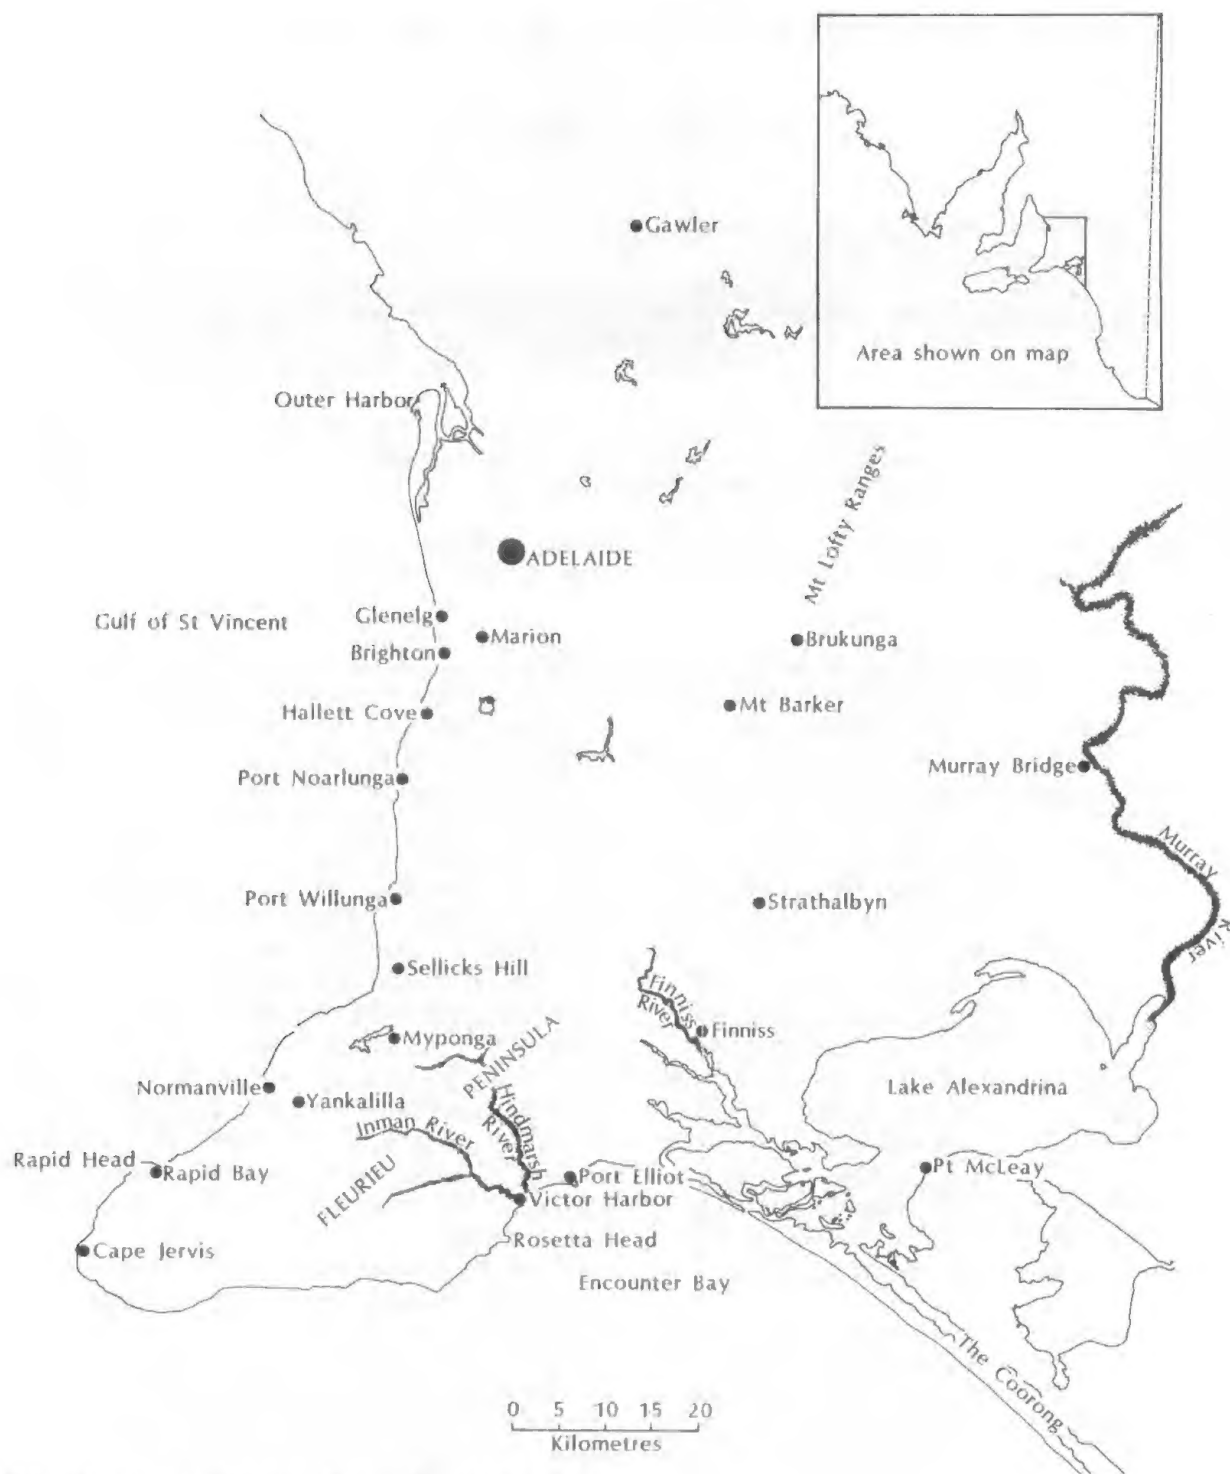 Gawler
Area shown on map
Outer Harbor
Mt Lofty Ranges
ADELAIDE
Gulf of St Vincent
Glenelg
Marion
Brighton
Brukunga
Hallett Cove
Mt Barker
Port Noarlunga
Murray Bridge
Murray River
Port Willunga
Strathalbyn
Sellicks Hill
Finniss River
Finniss
Myponga
FLEURIEU PENINSULA
Normanville
Yankalilla
Lake Alexandrina
Inman River
Hindmarsh River
Rapid Head
Rapid Bay
Port Elliot
Pt McLeay
Victor Harbor
Rosetta Head
Cape Jervis
Encounter Bay
The Coorong
0 5 10 15 20
Kilometres